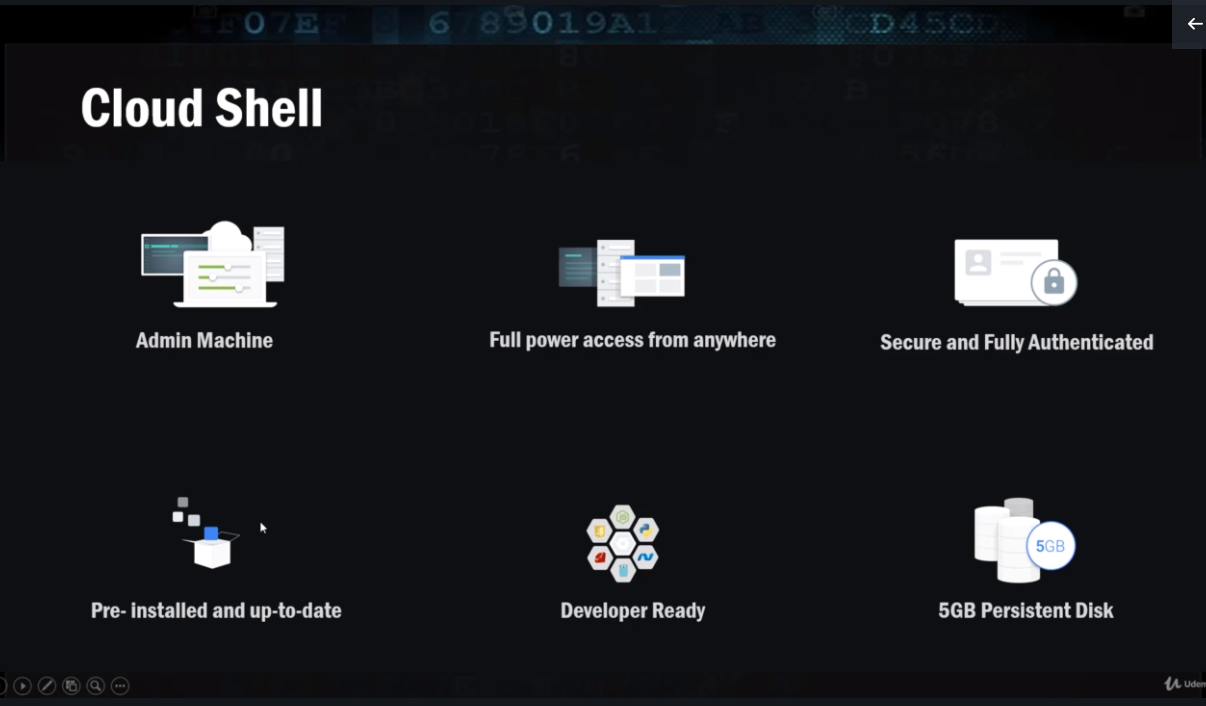 F07EF 6789019A12 CD45CD
Cloud Shell
Admin Machine
Full power access from anywhere
Secure and Fully Authenticated
5GB
Pre- installed and up-to-date
Developer Ready
5GB Persistent Disk
Udem